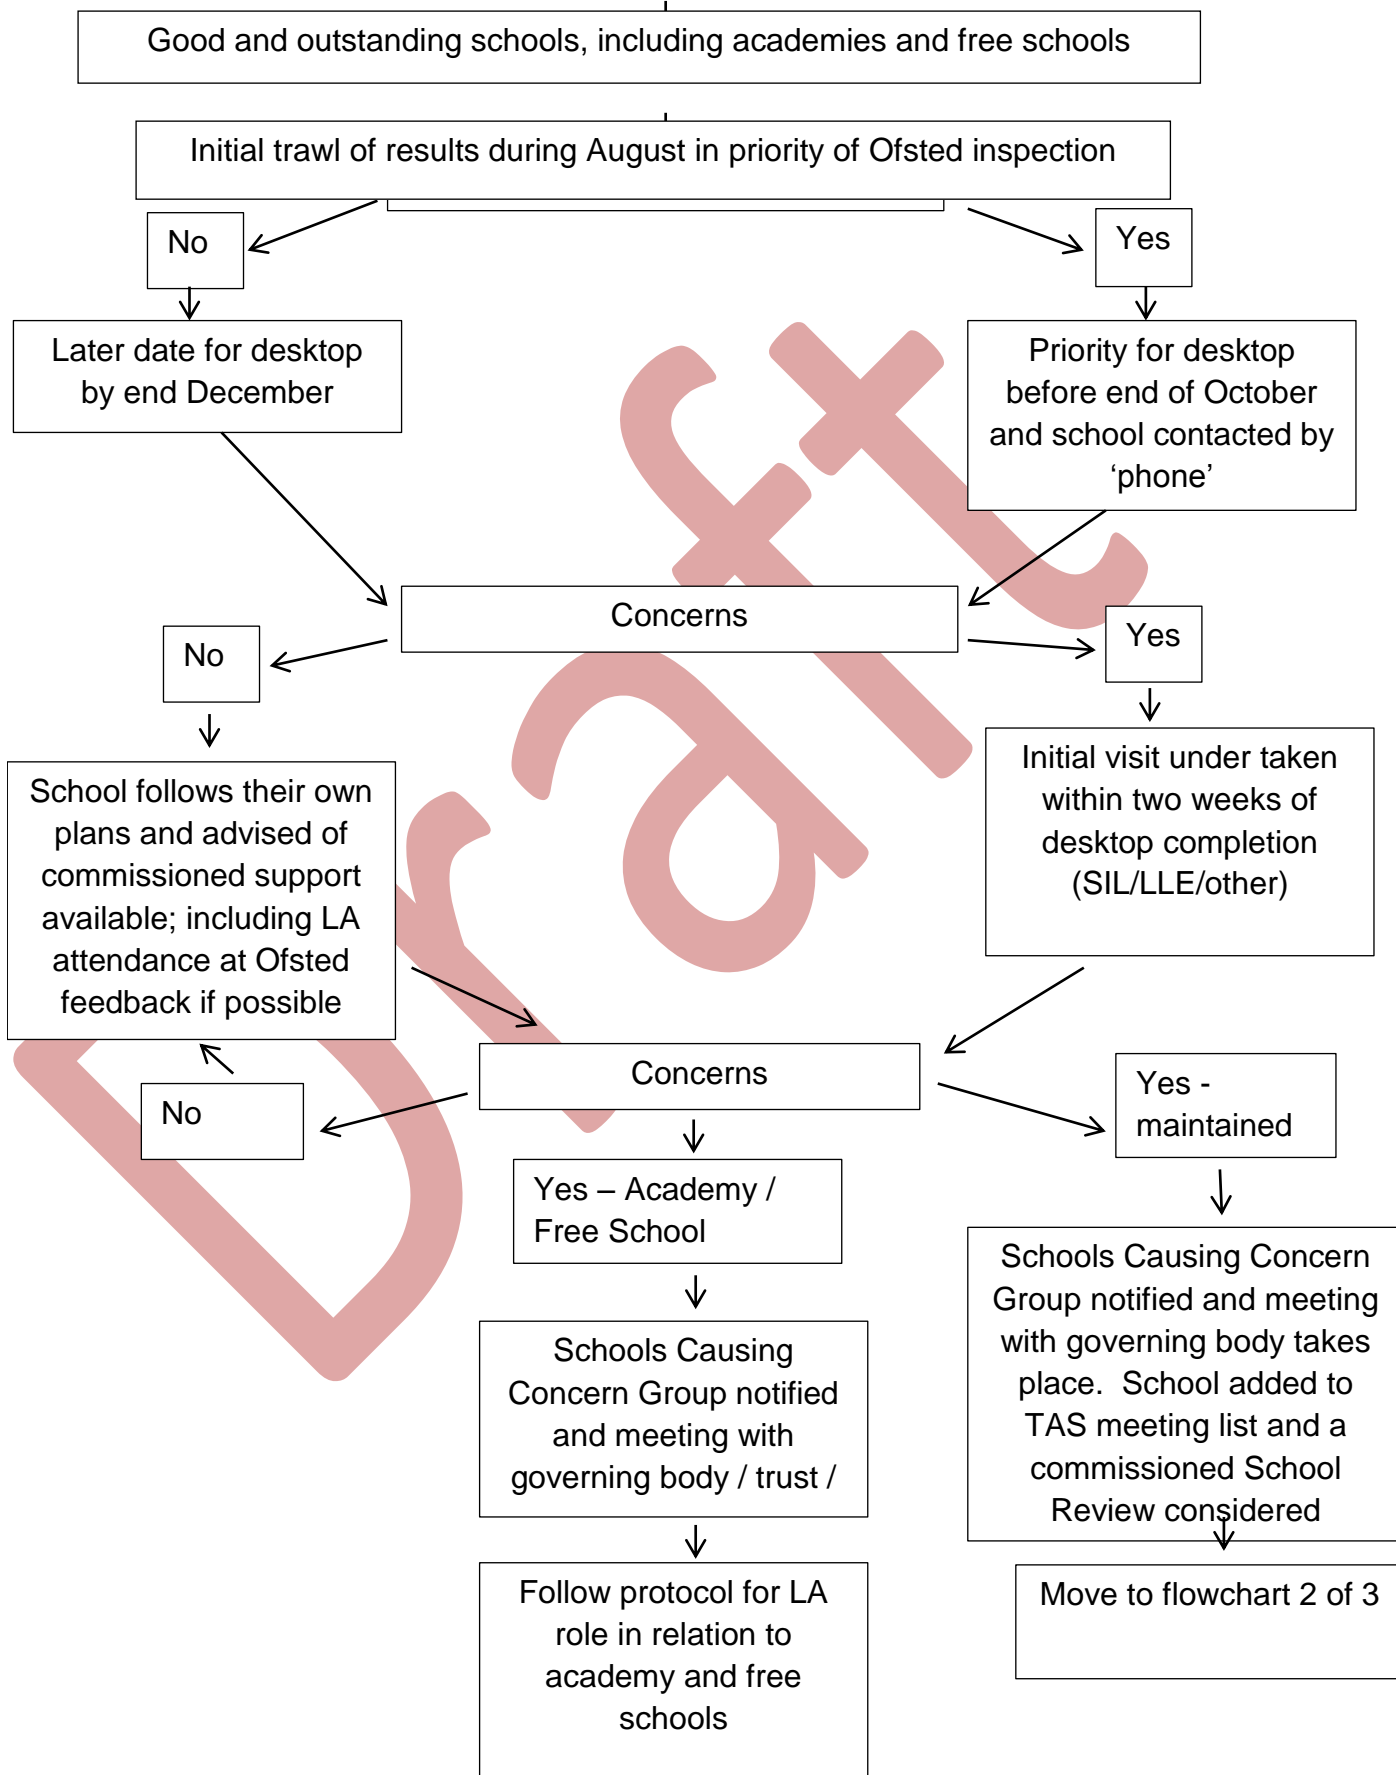 Good and outstanding schools, including academies and free schools
Initial trawl of results during August in priority of Ofsted inspection
No
Yes
Later date for desktop
by end December
Priority for desktop
before end of October
and school contacted by
‘phone’
Concerns
No
Yes
School follows their own
plans and advised of
commissioned support
available; including LA
attendance at Ofsted
feedback if possible
Initial visit under taken
within two weeks of
desktop completion
(SIL/LLE/other)
Concerns
No
Yes -
maintained
Yes – Academy /
Free School
Schools Causing
Concern Group notified
and meeting with
governing body / trust /
Schools Causing Concern
Group notified and meeting
with governing body takes
place.  School added to
TAS meeting list and a
commissioned School
Review considered
Follow protocol for LA
role in relation to
academy and free
schools
Move to flowchart 2 of 3
Draft